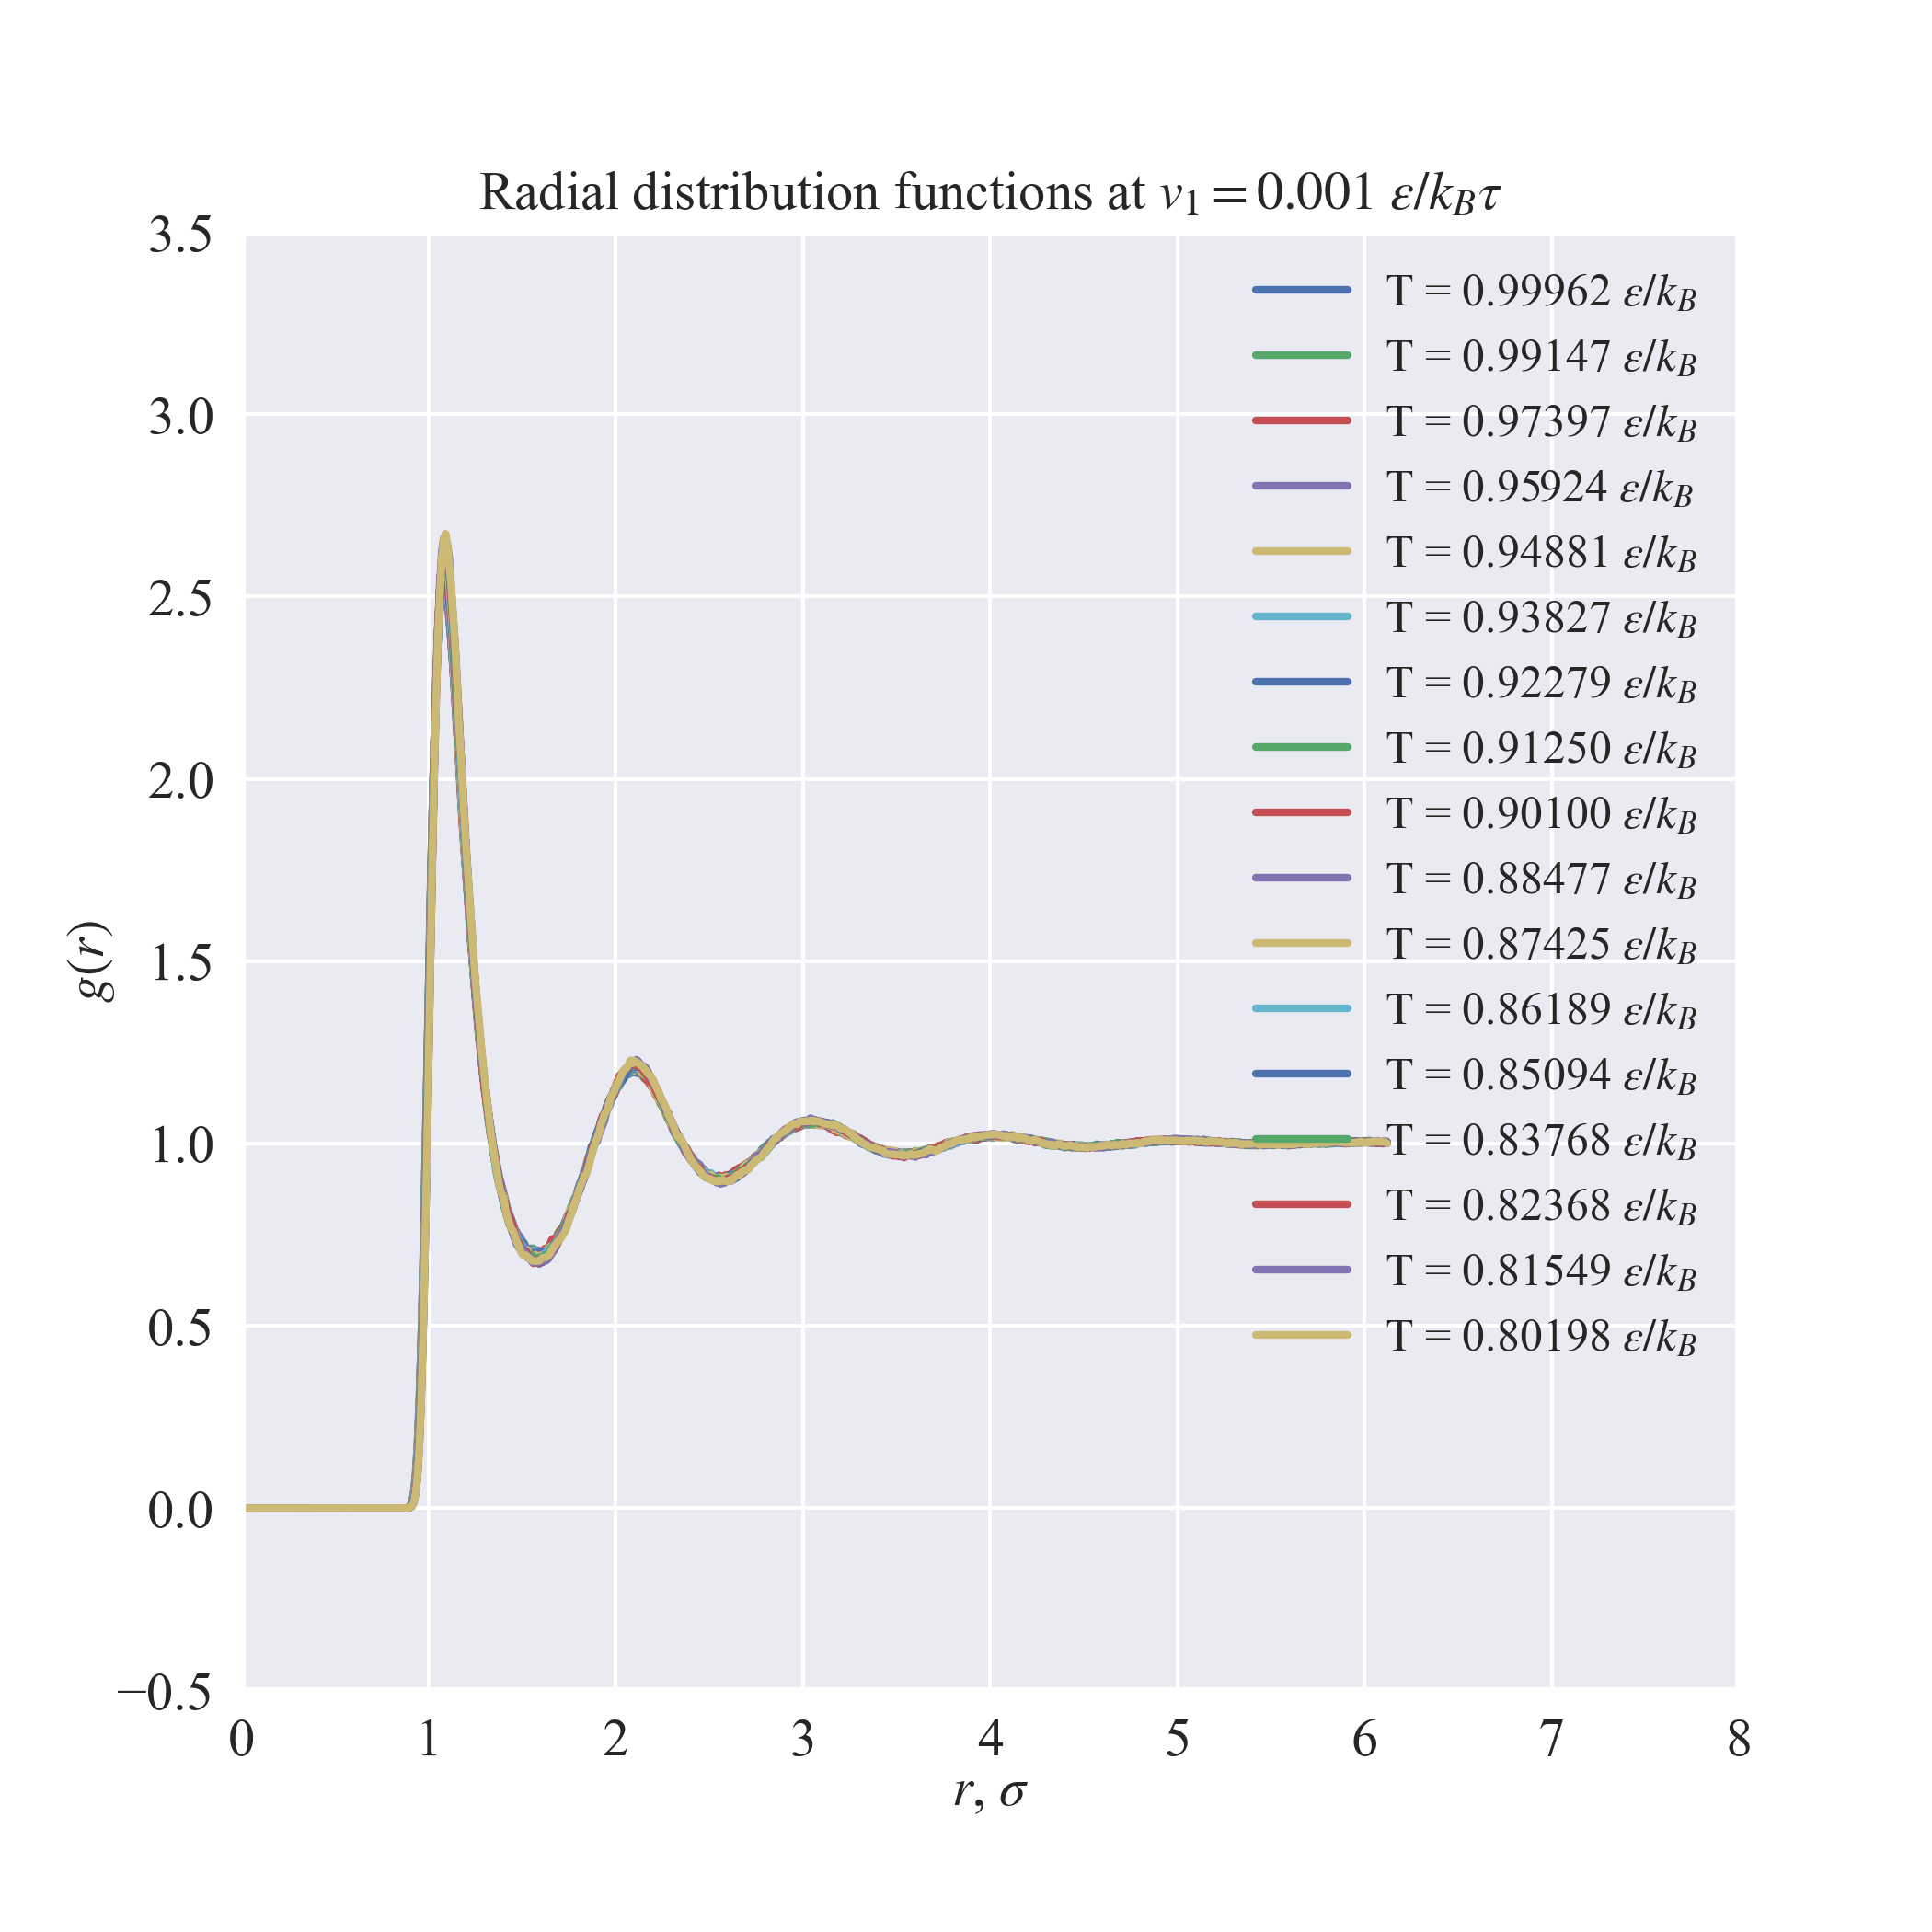 Radial distribution functions at v₁ = 0.001 ε/k_Bτ
3.5
3.0
2.5
2.0
1.5
1.0
0.5
0.0
−0.5
g(r)
T = 0.99962 ε/k_B
T = 0.99147 ε/k_B
T = 0.97397 ε/k_B
T = 0.95924 ε/k_B
T = 0.94881 ε/k_B
T = 0.93827 ε/k_B
T = 0.92279 ε/k_B
T = 0.91250 ε/k_B
T = 0.90100 ε/k_B
T = 0.88477 ε/k_B
T = 0.87425 ε/k_B
T = 0.86189 ε/k_B
T = 0.85094 ε/k_B
T = 0.83768 ε/k_B
T = 0.82368 ε/k_B
T = 0.81549 ε/k_B
T = 0.80198 ε/k_B
0 1 2 3 4 5 6 7 8
r, σ